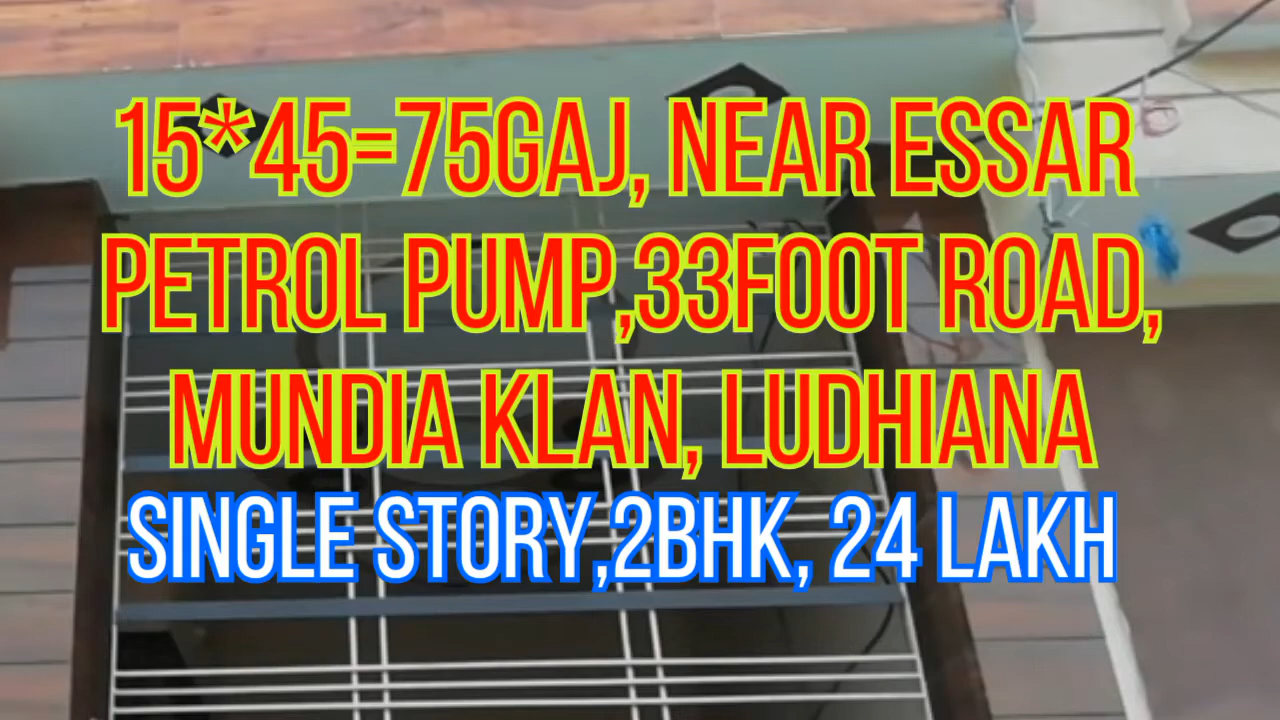 15*45=75GAJ, NEAR ESSAR
PETROL PUMP,33FOOT ROAD,
MUNDIA KLAN, LUDHIANA
SINGLE STORY,2BHK, 24 LAKH